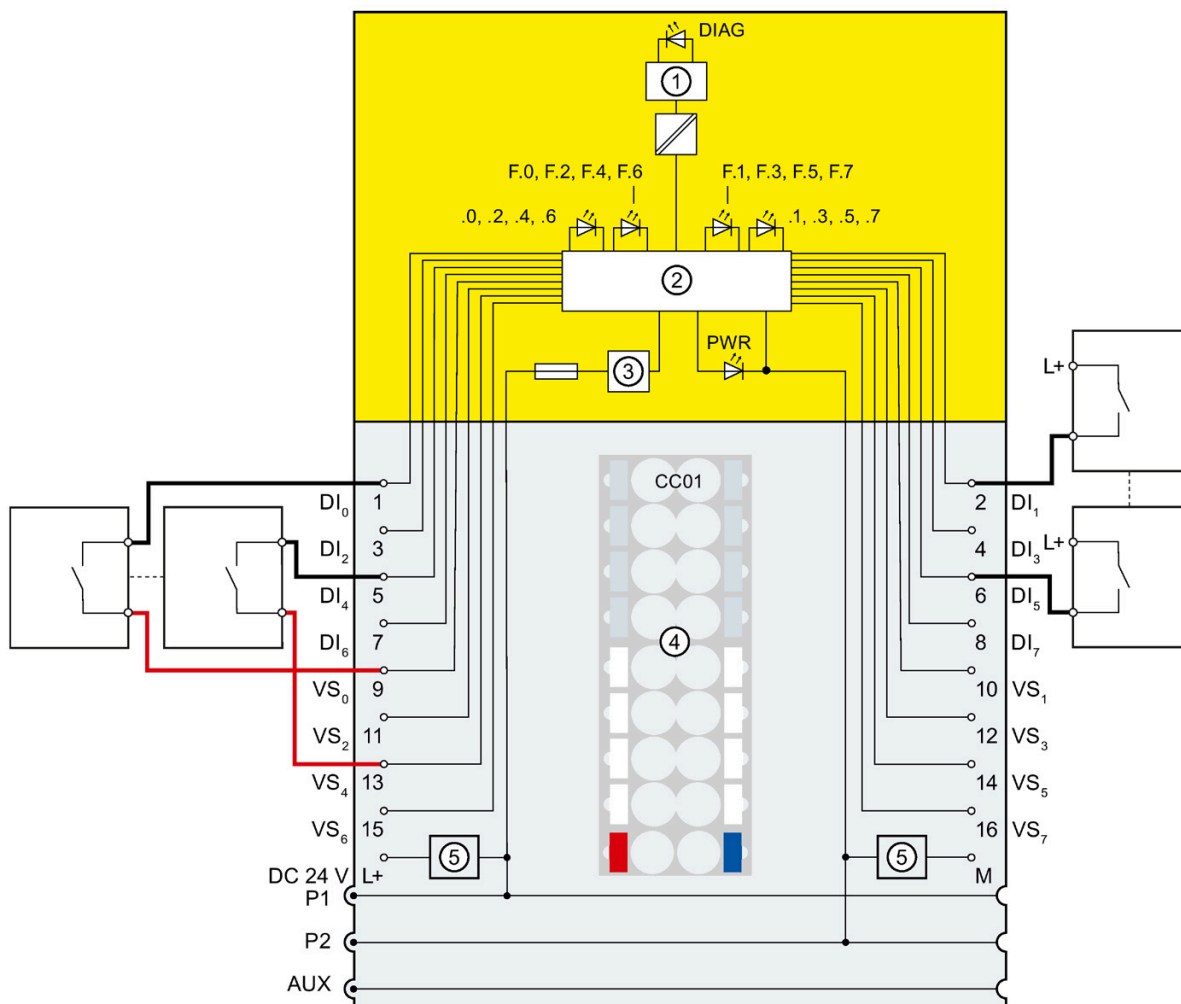 DIAG
①
F.0, F.2, F.4, F.6 F.1, F.3, F.5, F.7
.0, .2, .4, .6 .1, .3, .5, .7
②
PWR
③
L+
CC01
1 2
DI₀ DI₁
3 4
DI₂ DI₃
L+
5 6
DI₄ DI₅
7 8
DI₆ DI₇
④
9 10
VS₀ VS₁
11 12
VS₂ VS₃
13 14
VS₄ VS₅
15 16
VS₆ VS₇
⑤ ⑤
DC 24 V L+ M
P1
P2
AUX